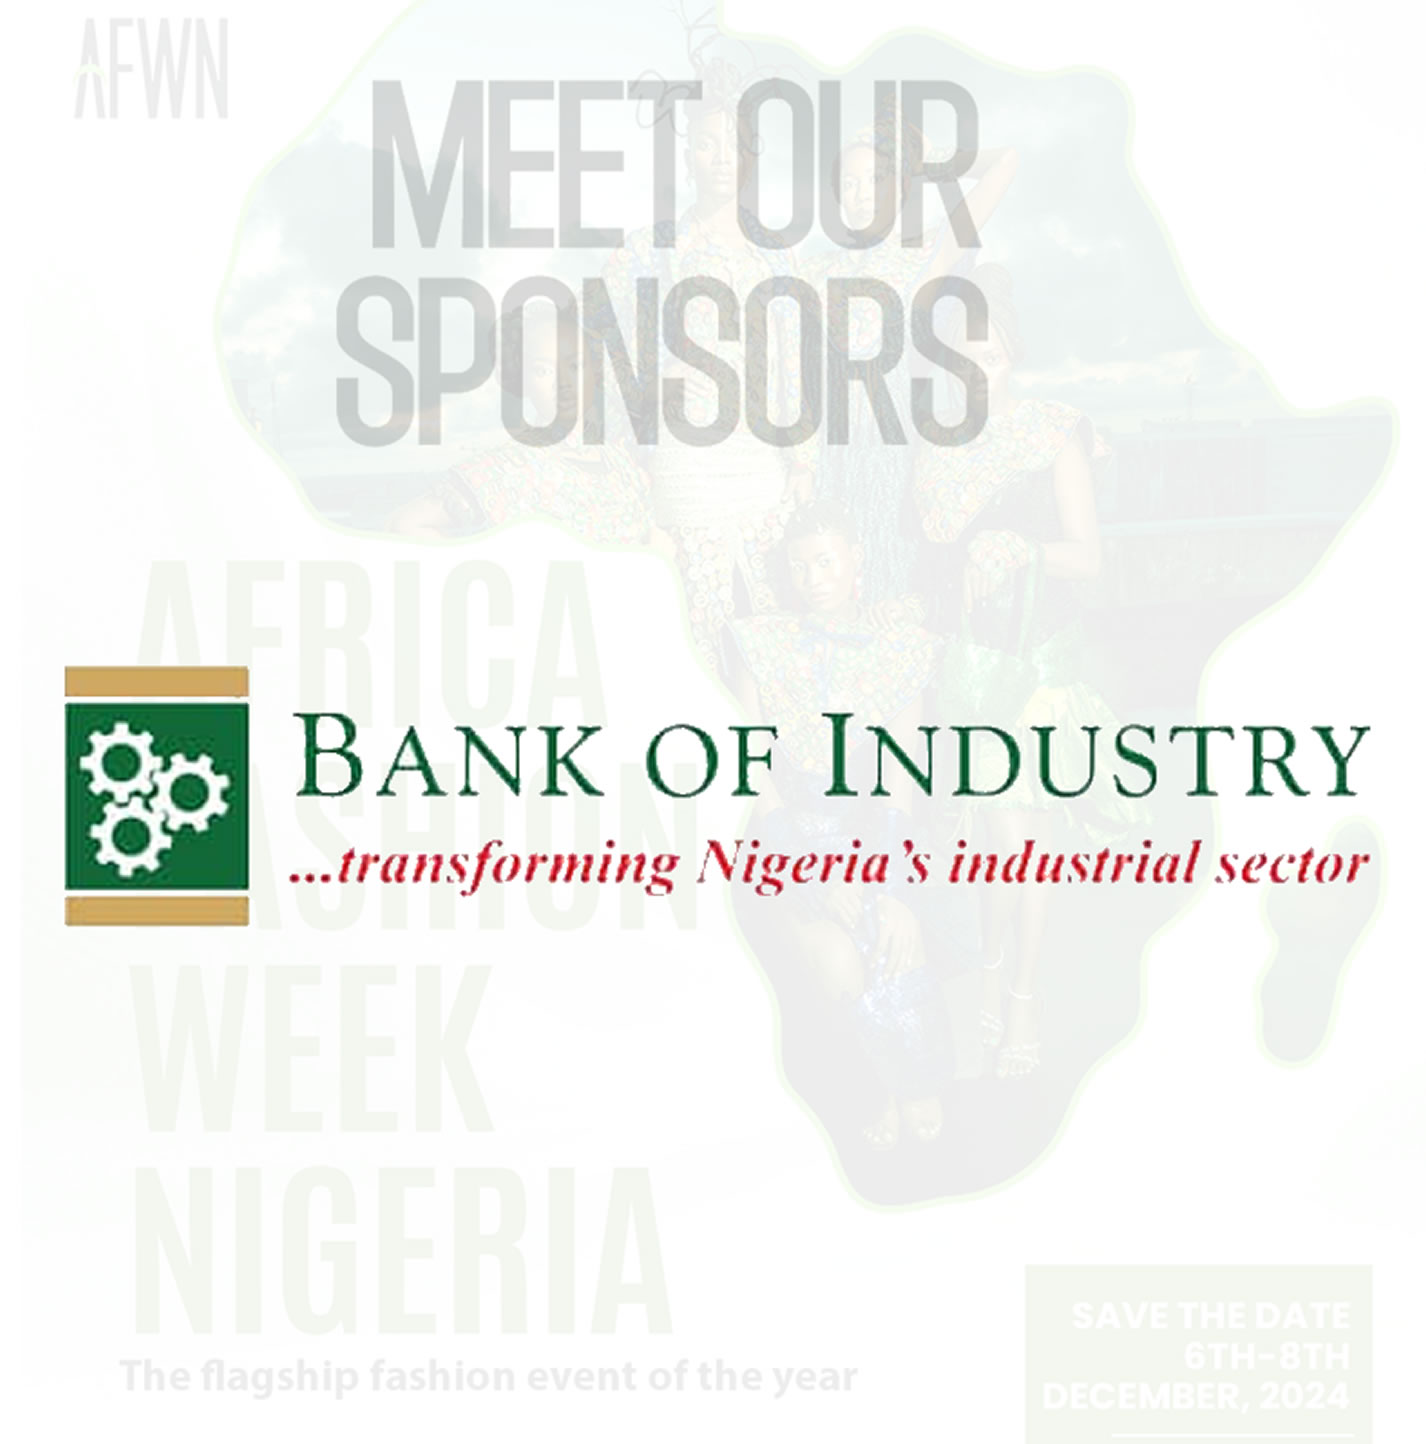 AFWN
MEET OUR
SPONSORS
AFRICA
FASHION
BANK OF INDUSTRY
...transforming Nigeria's industrial sector
WEEK
NIGERIA
The flagship fashion event of the year
SAVE THE DATE
6TH-8TH
DECEMBER, 2024